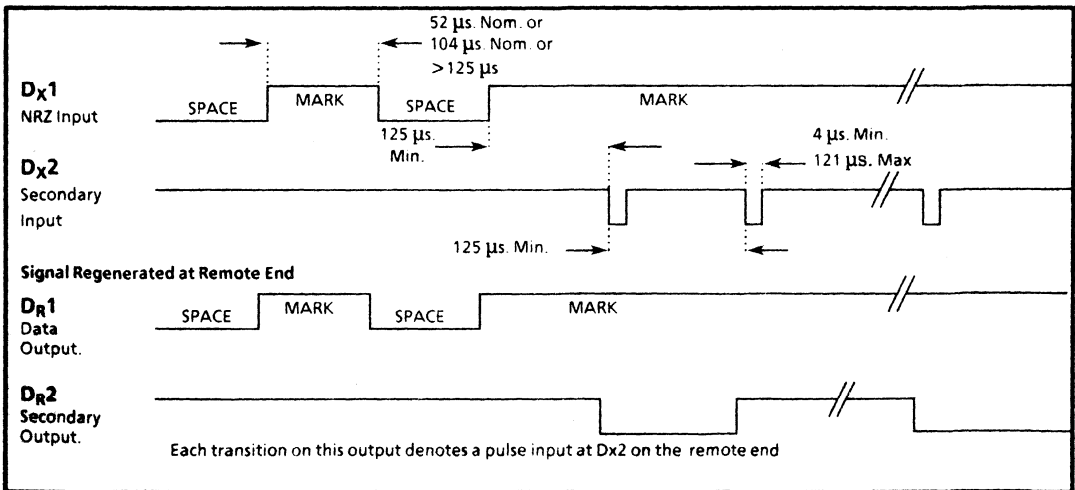 52 µs. Nom. or
104 µs. Nom. or
>125 µs
DX1
NRZ Input
SPACE
MARK
SPACE
MARK
125 µs.
Min.
4 µs. Min.
121 µs. Max
DX2
Secondary
Input
125 µs. Min.
Signal Regenerated at Remote End
DR1
Data
Output.
SPACE
MARK
SPACE
MARK
DR2
Secondary
Output.
Each transition on this output denotes a pulse input at Dx2 on the remote end